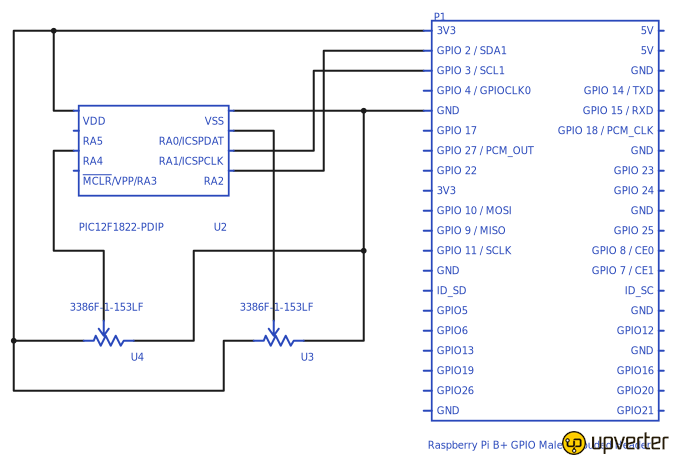 P1
3V3 5V
GPIO 2 / SDA1 5V
GPIO 3 / SCL1 GND
GPIO 4 / GPIOCLK0 GPIO 14 / TXD
GND GPIO 15 / RXD
GPIO 17 GPIO 18 / PCM_CLK
GPIO 27 / PCM_OUT GND
GPIO 22 GPIO 23
3V3 GPIO 24
GPIO 10 / MOSI GND
GPIO 9 / MISO GPIO 25
GPIO 11 / SCLK GPIO 8 / CE0
GND GPIO 7 / CE1
ID_SD ID_SC
GPIO5 GND
GPIO6 GPIO12
GPIO13 GND
GPIO19 GPIO16
GPIO26 GPIO20
GND GPIO21
VDD VSS
RA5 RA0/ICSPDAT
RA4 RA1/ICSPCLK
MCLR/VPP/RA3 RA2
PIC12F1822-PDIP U2
3386F-1-153LF 3386F-1-153LF
U4 U3
Raspberry Pi B+ GPIO Male
upverter